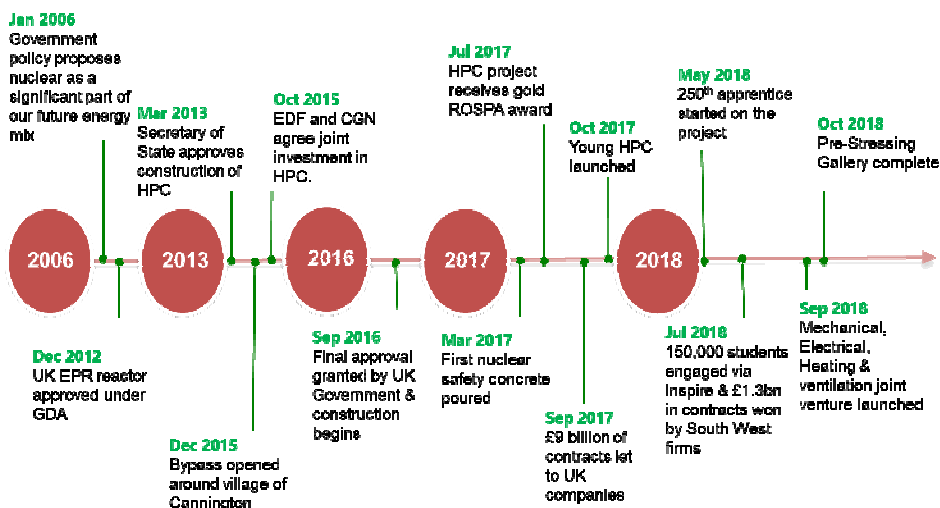 Jan 2006
Government
policy proposes
nuclear as a
significant part of
our future energy
mix
Mar 2013
Secretary of
State approves
construction of
HPC
Oct 2015
EDF and CGN
agree joint
investment in
HPC.
Jul 2017
HPC project
receives gold
ROSPA award
Oct 2017
Young HPC
launched
May 2018
250th apprentice
started on the
project
Oct 2018
Pre-Stressing
Gallery complete
2006
2013
2016
2017
2018
Dec 2012
UK EPR reactor
approved under
GDA
Dec 2015
Bypass opened
around village of
Cannington
Sep 2016
Final approval
granted by UK
Government &
construction
begins
Mar 2017
First nuclear
safety concrete
poured
Sep 2017
£9 billion of
contracts let
to UK
companies
Jul 2018
150,000 students
engaged via
Inspire & £1.3bn
in contracts won
by South West
firms
Sep 2018
Mechanical,
Electrical,
Heating &
ventilation joint
venture launched